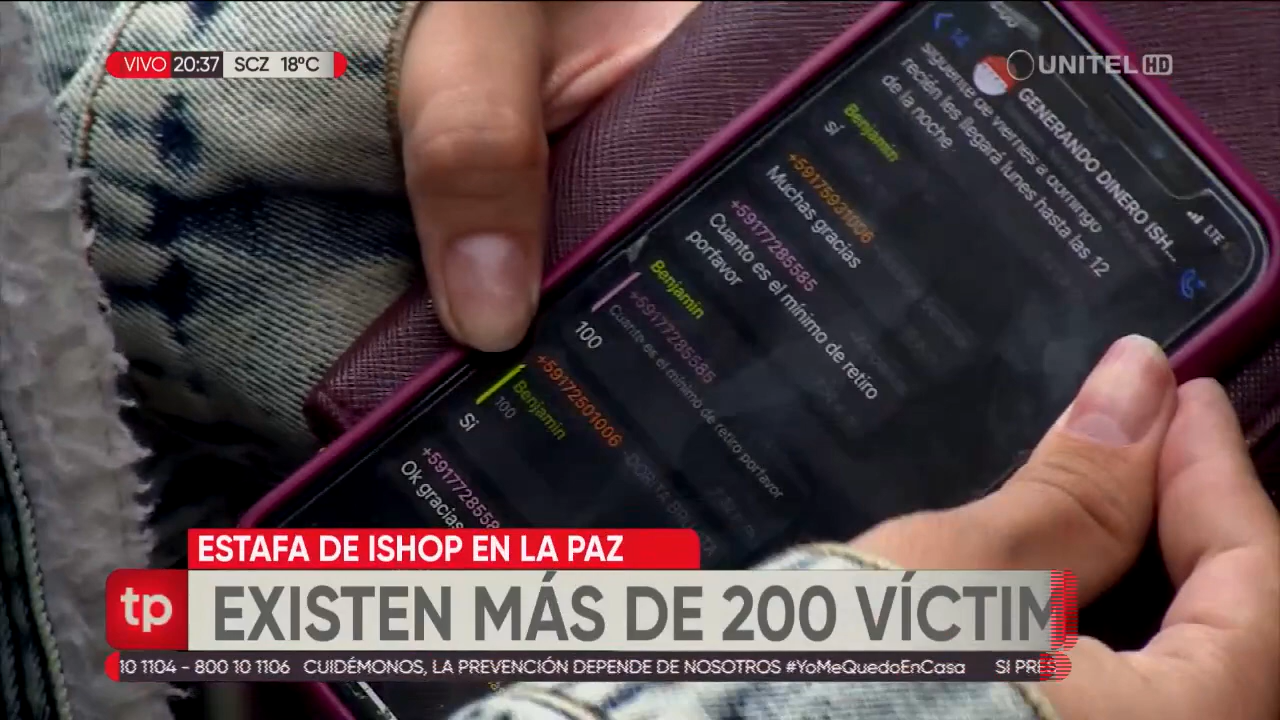 VIVO 20:37 SCZ 18°C
UNITEL HD
14
GENERANDO DINERO ISH...
LTE
siguiente de viernes a domingo
recién les llegará lunes hasta las 12
de la noche
Benjamin
sí
+59175931006
Muchas gracias
+59177285585
Cuanto es el mínimo de retiro
porfavor
Benjamin
+59177285585
Cuanto es el mínimo de retiro porfavor
100
+59172501006
Benjamin
100
Si
+5917728558
Ok gracias
ESTAFA DE ISHOP EN LA PAZ
tp
EXISTEN MÁS DE 200 VÍCTIM
10 1104 - 800 10 1106 CUIDÉMONOS, LA PREVENCIÓN DEPENDE DE NOSOTROS #YoMeQuedoEnCasa SI PRES